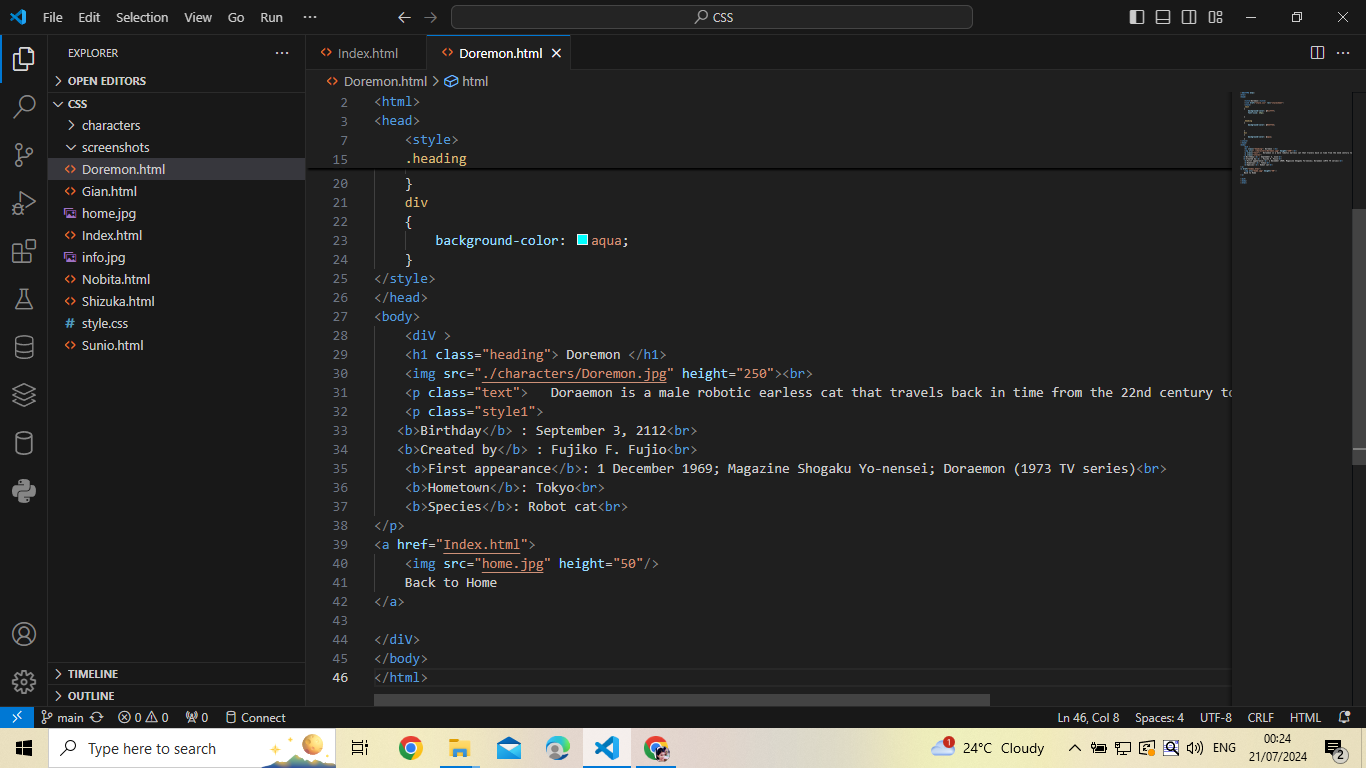 File Edit Selection View Go Run ··· CSS
EXPLORER ···
OPEN EDITORS
CSS
characters
screenshots
Doremon.html
Gian.html
home.jpg
Index.html
info.jpg
Nobita.html
Shizuka.html
style.css
Sunio.html
TIMELINE
OUTLINE
Index.html
Doremon.html
Doremon.html > html
2 <html>
3 <head>
7 <style>
15 .heading
20 }
21 div
22 {
23 background-color: aqua;
24 }
25 </style>
26 </head>
27 <body>
28 <diV >
29 <h1 class="heading"> Doremon </h1>
30 <img src="./characters/Doremon.jpg" height="250"><br>
31 <p class="text">   Doraemon is a male robotic earless cat that travels back in time from the 22nd century to
32 <p class="style1">
33 <b>Birthday</b> : September 3, 2112<br>
34 <b>Created by</b> : Fujiko F. Fujio<br>
35 <b>First appearance</b>: 1 December 1969; Magazine Shogaku Yo-nensei; Doraemon (1973 TV series)<br>
36 <b>Hometown</b>: Tokyo<br>
37 <b>Species</b>: Robot cat<br>
38 </p>
39 <a href="Index.html">
40 <img src="home.jpg" height="50"/>
41 Back to Home
42 </a>
43
44 </diV>
45 </body>
46 </html>
main 0 0 0 Connect Ln 46, Col 8 Spaces: 4 UTF-8 CRLF HTML
Type here to search 1 24°C Cloudy ENG 00:24 2
21/07/2024